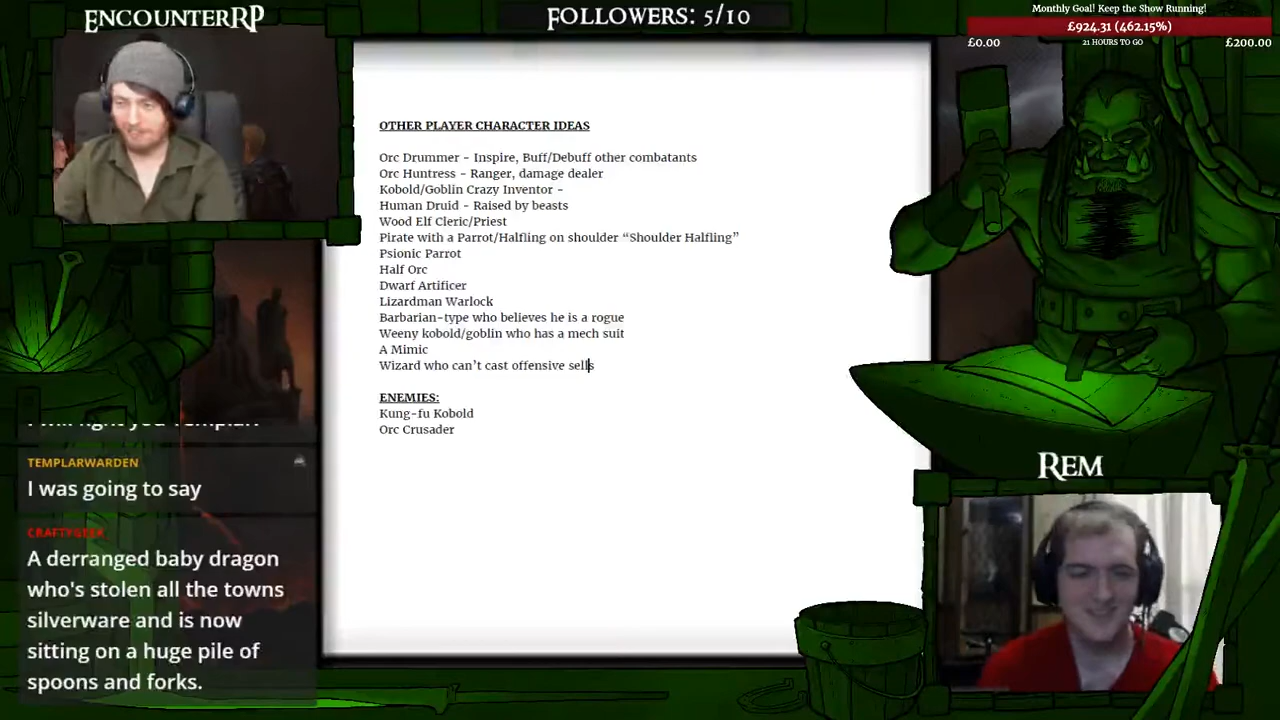 ENCOUNTERRP
FOLLOWERS: 5/10
Monthly Goal! Keep the Show Running!
£924.31 (462.15%)
£0.00
21 HOURS TO GO
£200.00
OTHER PLAYER CHARACTER IDEAS
Orc Drummer - Inspire, Buff/Debuff other combatants
Orc Huntress - Ranger, damage dealer
Kobold/Goblin Crazy Inventor -
Human Druid - Raised by beasts
Wood Elf Cleric/Priest
Pirate with a Parrot/Halfling on shoulder “Shoulder Halfling”
Psionic Parrot
Half Orc
Dwarf Artificer
Lizardman Warlock
Barbarian-type who believes he is a rogue
Weeny kobold/goblin who has a mech suit
A Mimic
Wizard who can’t cast offensive sells
ENEMIES:
Kung-fu Kobold
Orc Crusader
TEMPLARWARDEN
I was going to say
CRAFTYGEEK
A derranged baby dragon
who's stolen all the towns
silverware and is now
sitting on a huge pile of
spoons and forks.
REM